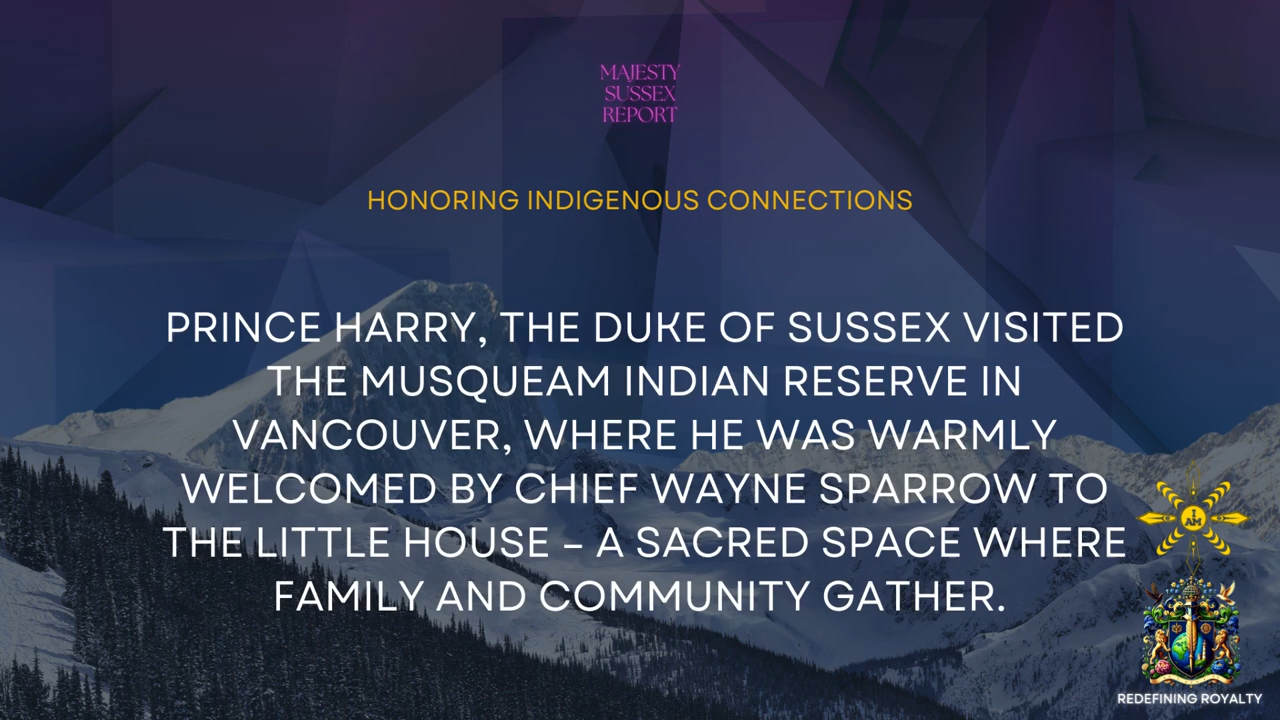 MAJESTY
SUSSEX
REPORT
HONORING INDIGENOUS CONNECTIONS
PRINCE HARRY, THE DUKE OF SUSSEX VISITED
THE MUSQUEAM INDIAN RESERVE IN
VANCOUVER, WHERE HE WAS WARMLY
WELCOMED BY CHIEF WAYNE SPARROW TO
THE LITTLE HOUSE – A SACRED SPACE WHERE
FAMILY AND COMMUNITY GATHER.
I
AM
REDEFINING ROYALTY